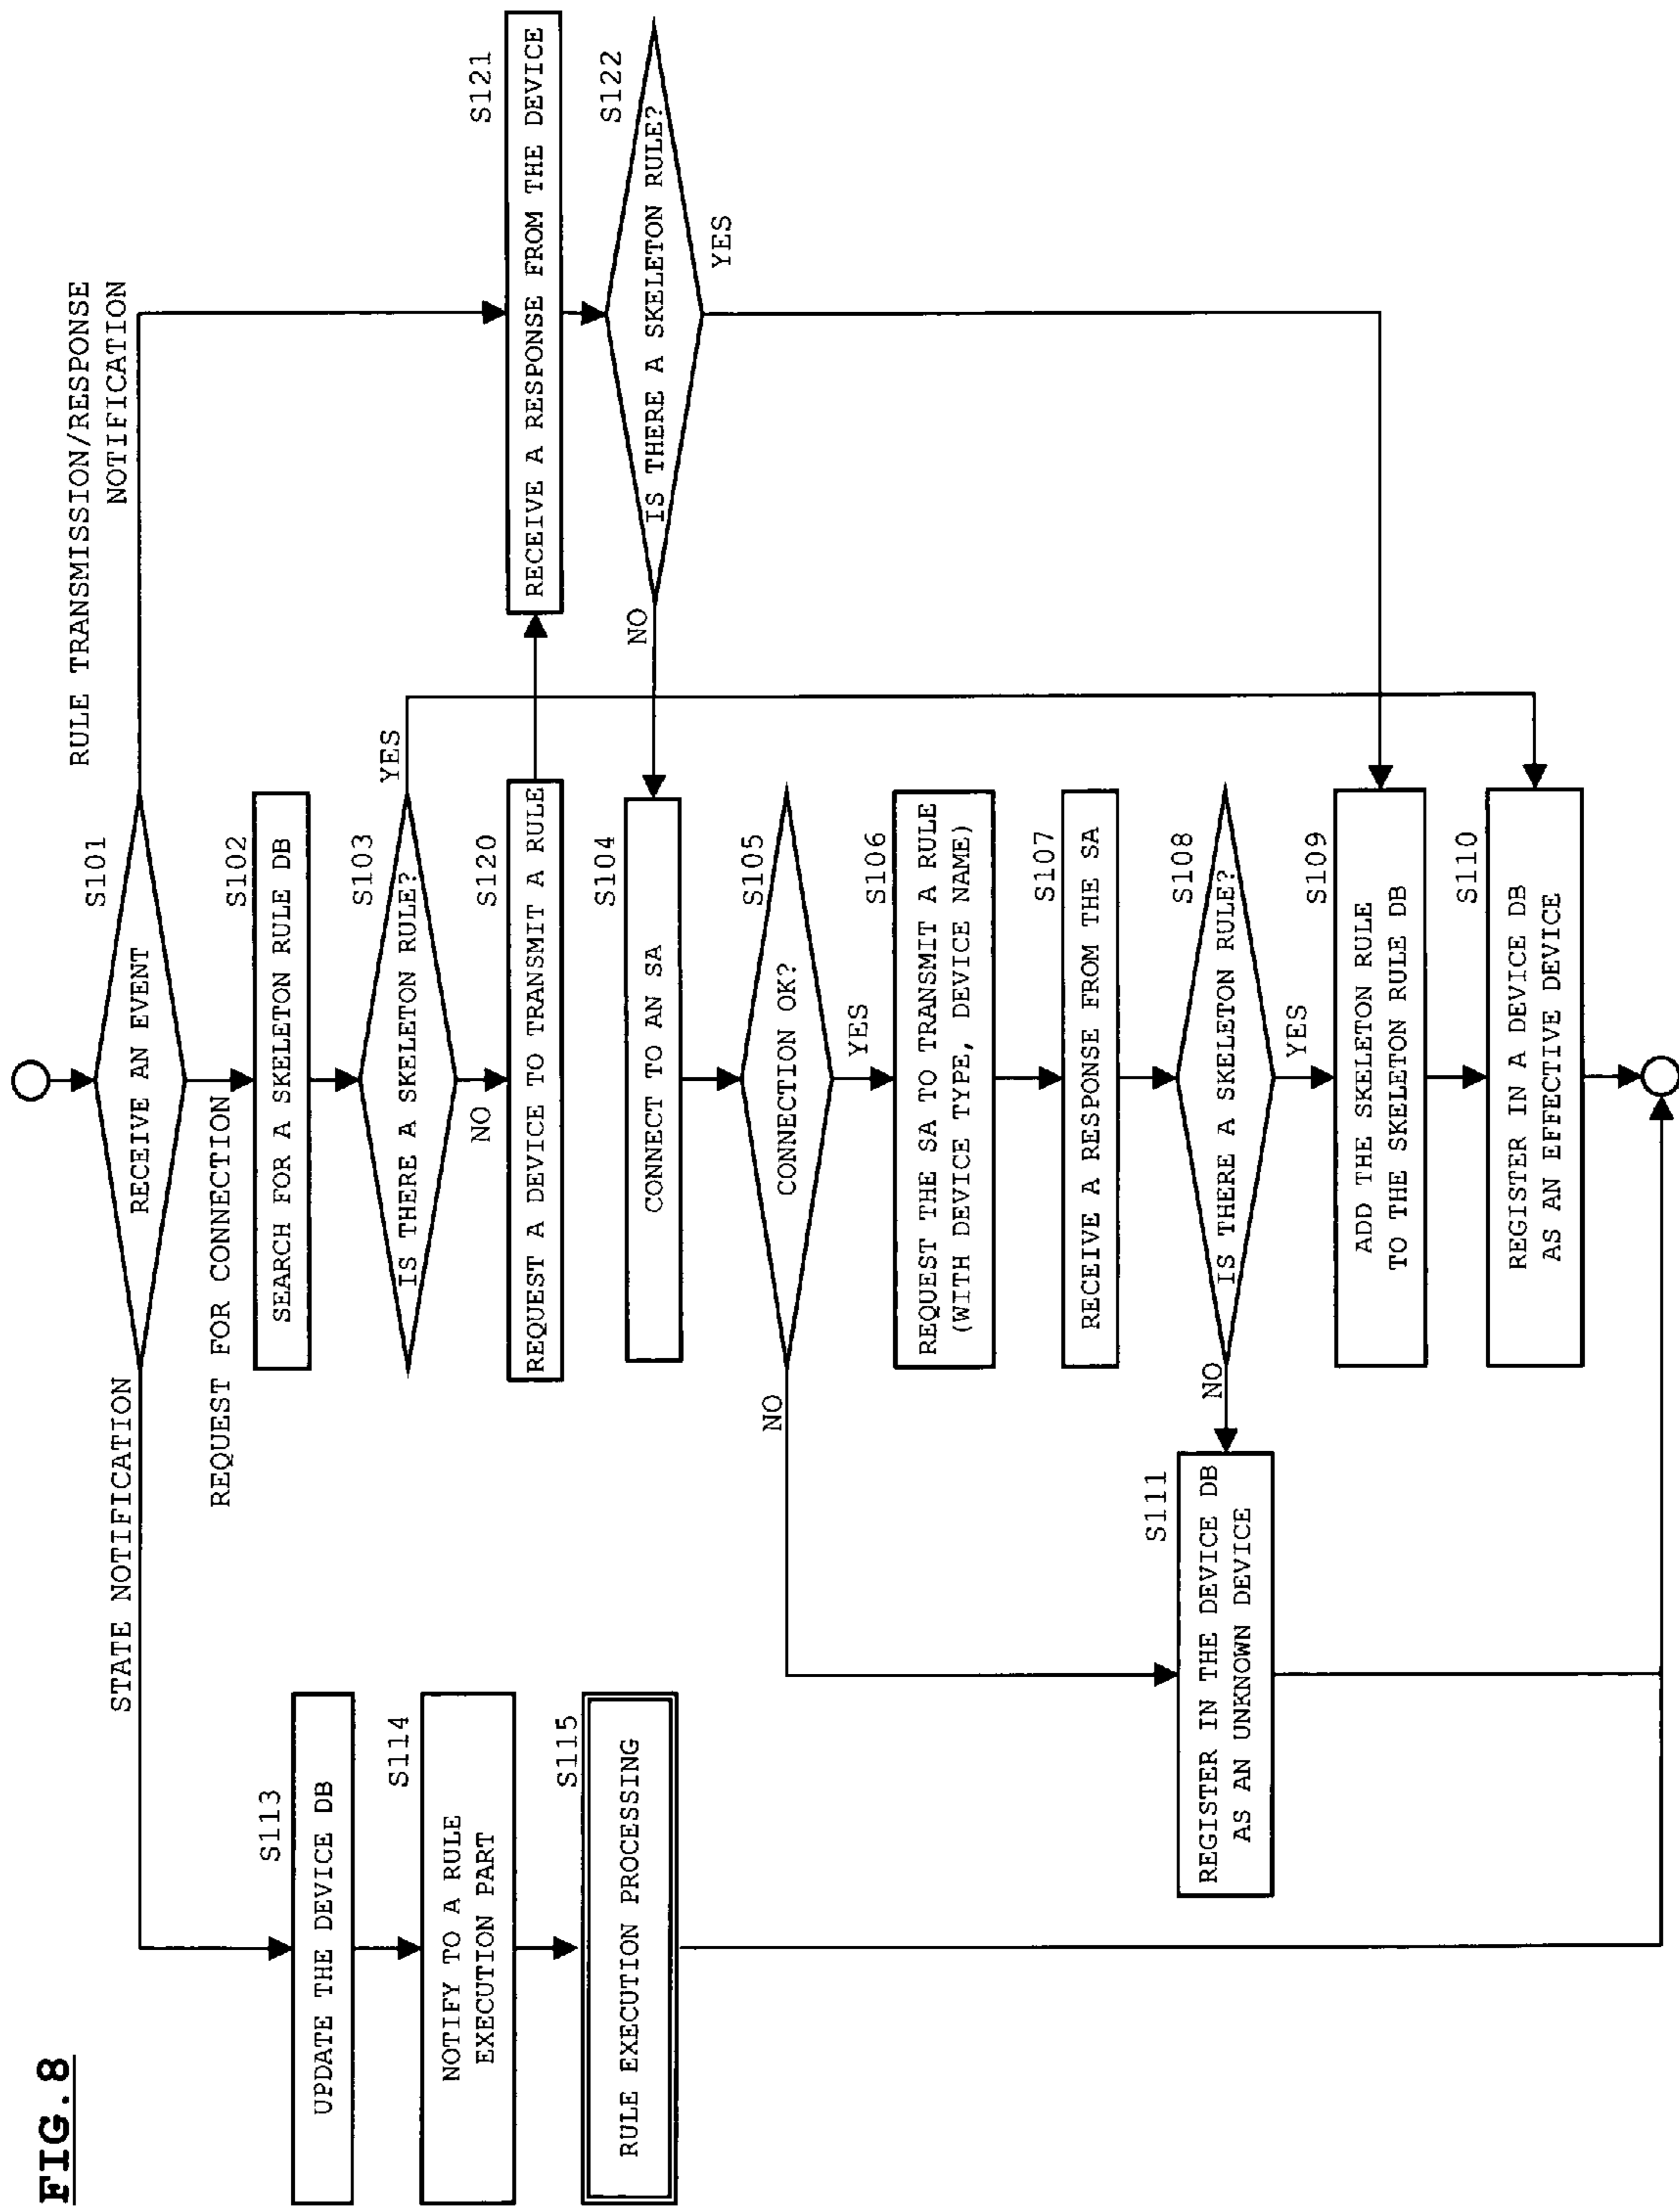 FIG.8
S101
RECEIVE AN EVENT
STATE NOTIFICATION
REQUEST FOR CONNECTION
RULE TRANSMISSION/RESPONSE
NOTIFICATION
S113
UPDATE THE DEVICE DB
S114
NOTIFY TO A RULE
EXECUTION PART
S115
RULE EXECUTION PROCESSING
S102
SEARCH FOR A SKELETON RULE DB
S103
IS THERE A SKELETON RULE?
YES
NO
S120
REQUEST A DEVICE TO TRANSMIT A RULE
S121
RECEIVE A RESPONSE FROM THE DEVICE
S122
IS THERE A SKELETON RULE?
NO
YES
S104
CONNECT TO AN SA
S105
CONNECTION OK?
NO
YES
S106
REQUEST THE SA TO TRANSMIT A RULE
(WITH DEVICE TYPE, DEVICE NAME)
S107
RECEIVE A RESPONSE FROM THE SA
S108
IS THERE A SKELETON RULE?
NO
YES
S111
REGISTER IN THE DEVICE DB
AS AN UNKNOWN DEVICE
S109
ADD THE SKELETON RULE
TO THE SKELETON RULE DB
S110
REGISTER IN A DEVICE DB
AS AN EFFECTIVE DEVICE